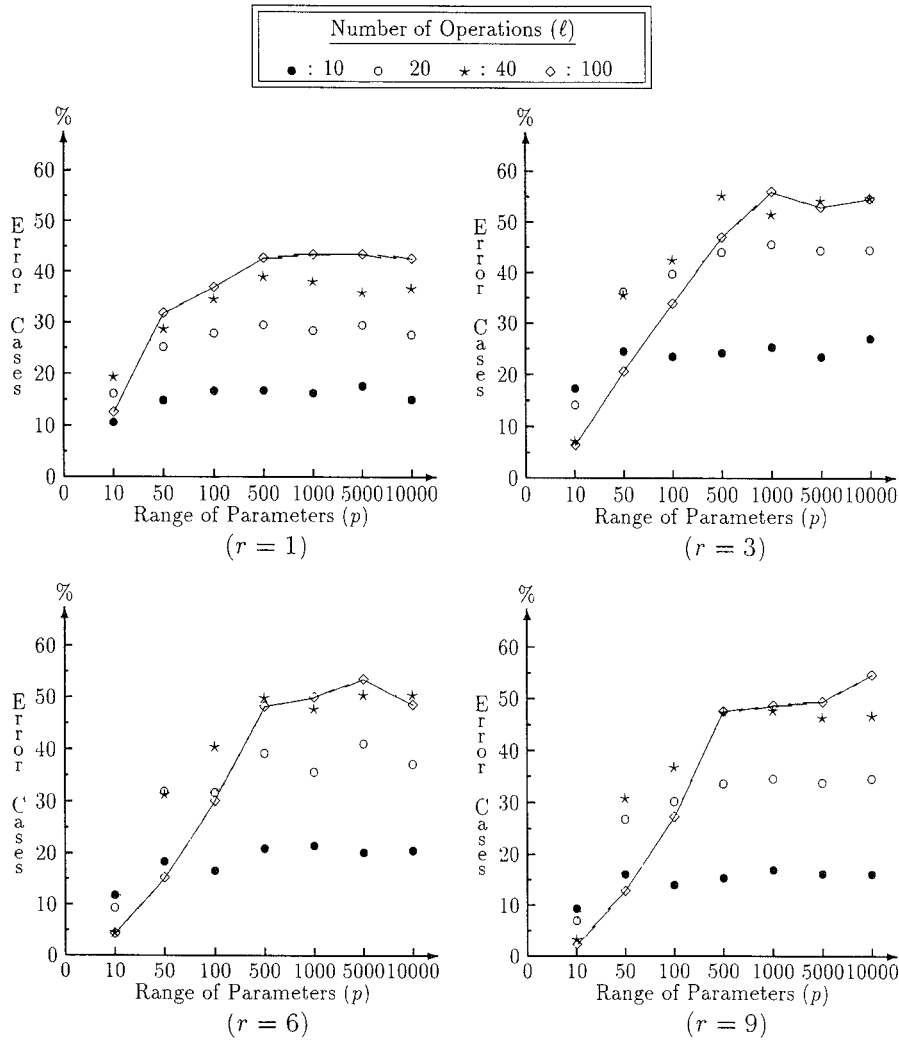 Number of Operations (ℓ)
● : 10 ○ 20 ★ : 40 ◇ : 100
%
60
50
40
30
20
10
0
Error Cases
0 10 50 100 500 1000 5000 10000
Range of Parameters (p)
(r = 1)
%
60
50
40
30
20
10
0
Error Cases
0 10 50 100 500 1000 5000 10000
Range of Parameters (p)
(r = 3)
%
60
50
40
30
20
10
0
Error Cases
0 10 50 100 500 1000 5000 10000
Range of Parameters (p)
(r = 6)
%
60
50
40
30
20
10
0
Error Cases
0 10 50 100 500 1000 5000 10000
Range of Parameters (p)
(r = 9)